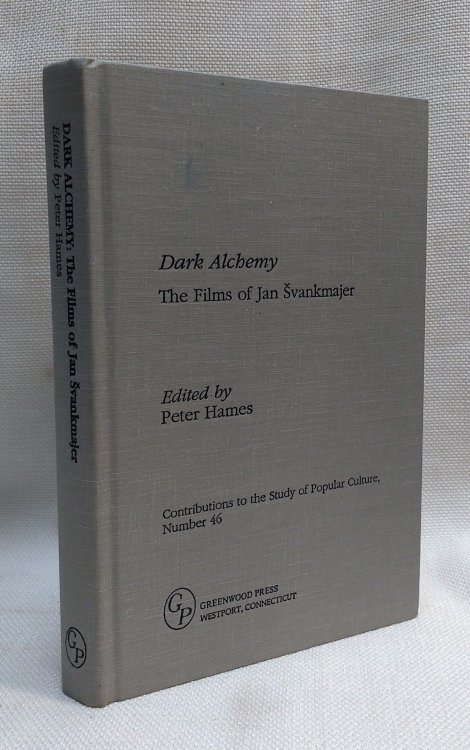 DARK ALCHEMY: The Films of Jan Švankmajer
Edited by Peter Hames
GP
Dark Alchemy
The Films of Jan Švankmajer
Edited by
Peter Hames
Contributions to the Study of Popular Culture,
Number 46
GP
GREENWOOD PRESS
WESTPORT, CONNECTICUT